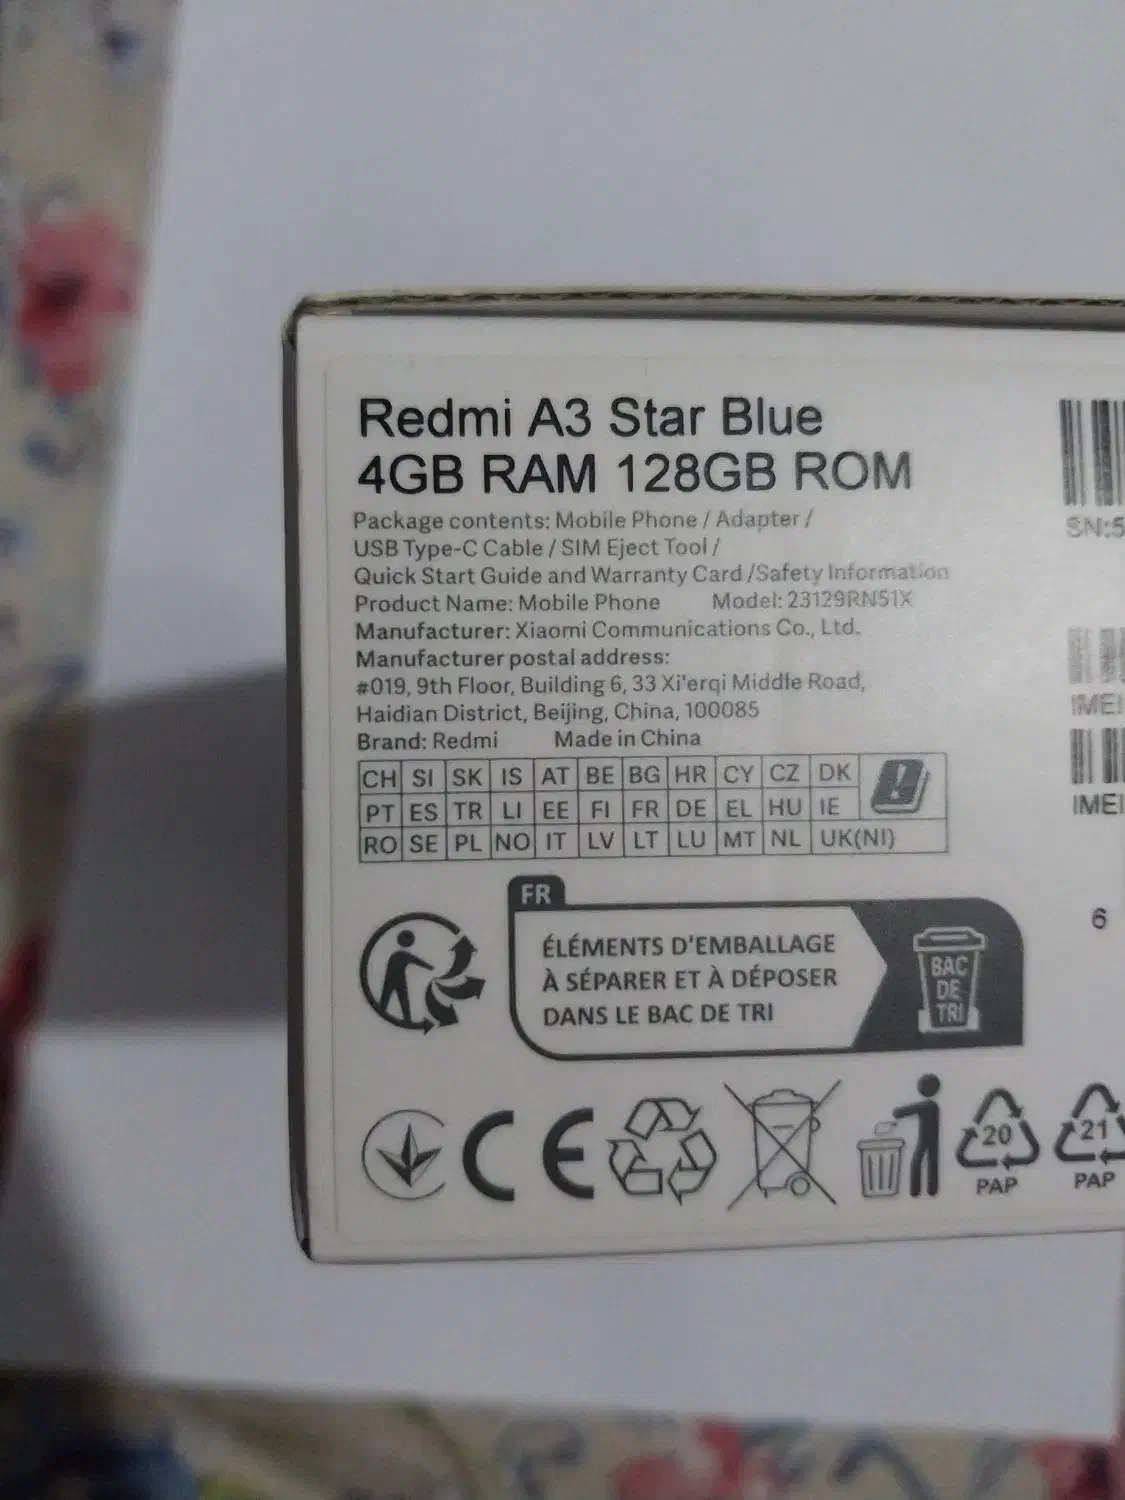 Redmi A3 Star Blue
4GB RAM 128GB ROM
Package contents: Mobile Phone / Adapter /
USB Type-C Cable / SIM Eject Tool /
Quick Start Guide and Warranty Card /Safety Information
Product Name: Mobile Phone Model: 23129RN51X
Manufacturer: Xiaomi Communications Co., Ltd.
Manufacturer postal address:
#019, 9th Floor, Building 6, 33 Xi'erqi Middle Road,
Haidian District, Beijing, China, 100085
Brand: Redmi Made in China
CH SI SK IS AT BE BG HR CY CZ DK
PT ES TR LI EE FI FR DE EL HU IE
RO SE PL NO IT LV LT LU MT NL UK(NI)
SN:5
IMEI
IMEI
6
FR
ÉLÉMENTS D'EMBALLAGE
À SÉPARER ET À DÉPOSER
DANS LE BAC DE TRI
BAC
DE
TRI
CE
20
PAP
21
PAP